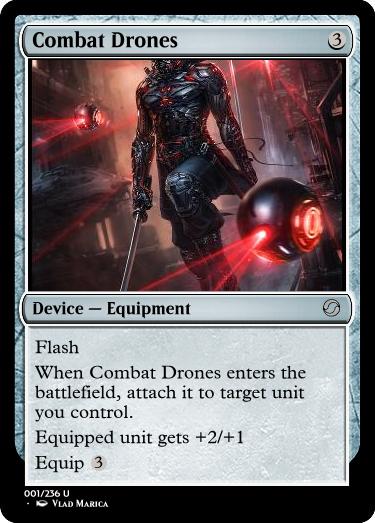 Combat Drones 3
Device — Equipment
Flash
When Combat Drones enters the
battlefield, attach it to target unit
you control.
Equipped unit gets +2/+1
Equip 3
001/236 U
· Vlad Marica